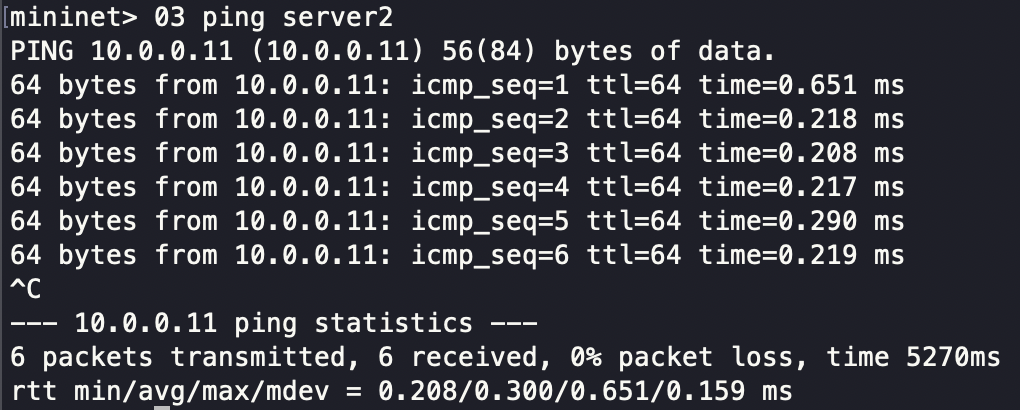 [mininet> 03 ping server2
PING 10.0.0.11 (10.0.0.11) 56(84) bytes of data.
64 bytes from 10.0.0.11: icmp_seq=1 ttl=64 time=0.651 ms
64 bytes from 10.0.0.11: icmp_seq=2 ttl=64 time=0.218 ms
64 bytes from 10.0.0.11: icmp_seq=3 ttl=64 time=0.208 ms
64 bytes from 10.0.0.11: icmp_seq=4 ttl=64 time=0.217 ms
64 bytes from 10.0.0.11: icmp_seq=5 ttl=64 time=0.290 ms
64 bytes from 10.0.0.11: icmp_seq=6 ttl=64 time=0.219 ms
^C
--- 10.0.0.11 ping statistics ---
6 packets transmitted, 6 received, 0% packet loss, time 5270ms
rtt min/avg/max/mdev = 0.208/0.300/0.651/0.159 ms